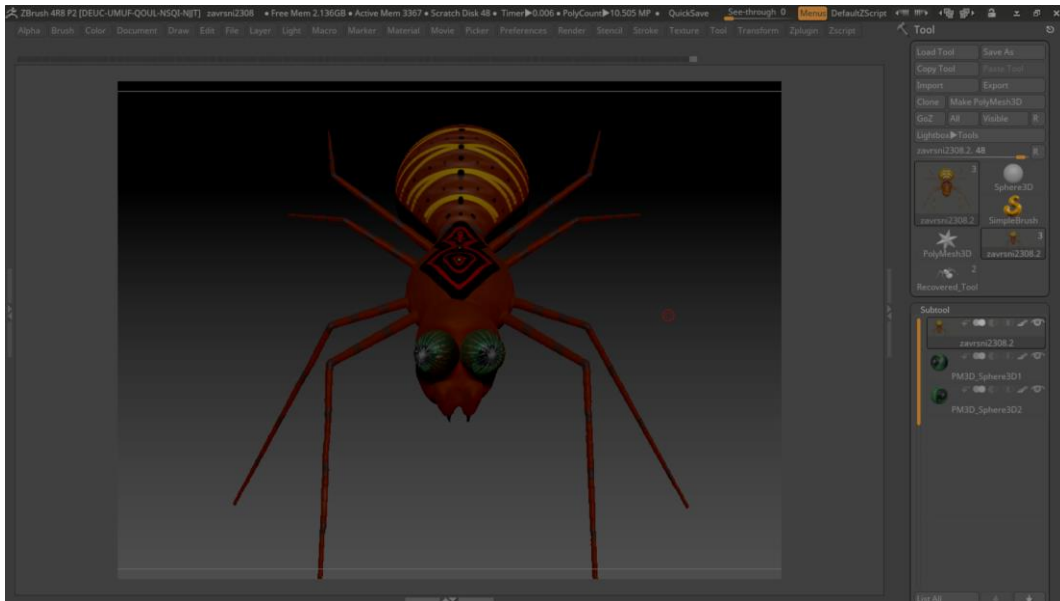 ZBrush 4R8 P2 [DEUC-UMUF-QOUL-NSQI-NJJT] zavrsni2308 • Free Mem 2.136GB • Active Mem 3367 • Scratch Disk 48 • Timer▶0.006 • PolyCount▶10.505 MP • QuickSave See-through 0 Menus DefaultZScript
Alpha Brush Color Document Draw Edit File Layer Light Macro Marker Material Movie Picker Preferences Render Stencil Stroke Texture Tool Transform Zplugin Zscript
Tool
Load Tool Save As
Copy Tool Paste Tool
Import Export
Clone Make PolyMesh3D
GoZ All Visible R
Lightbox▶Tools
zavrsni2308.2. 48 R
3
Sphere3D
zavrsni2308.2 SimpleBrush
3
PolyMesh3D zavrsni2308.2
2
Recovered_Tool
Subtool
zavrsni2308.2
PM3D_Sphere3D1
PM3D_Sphere3D2
List All